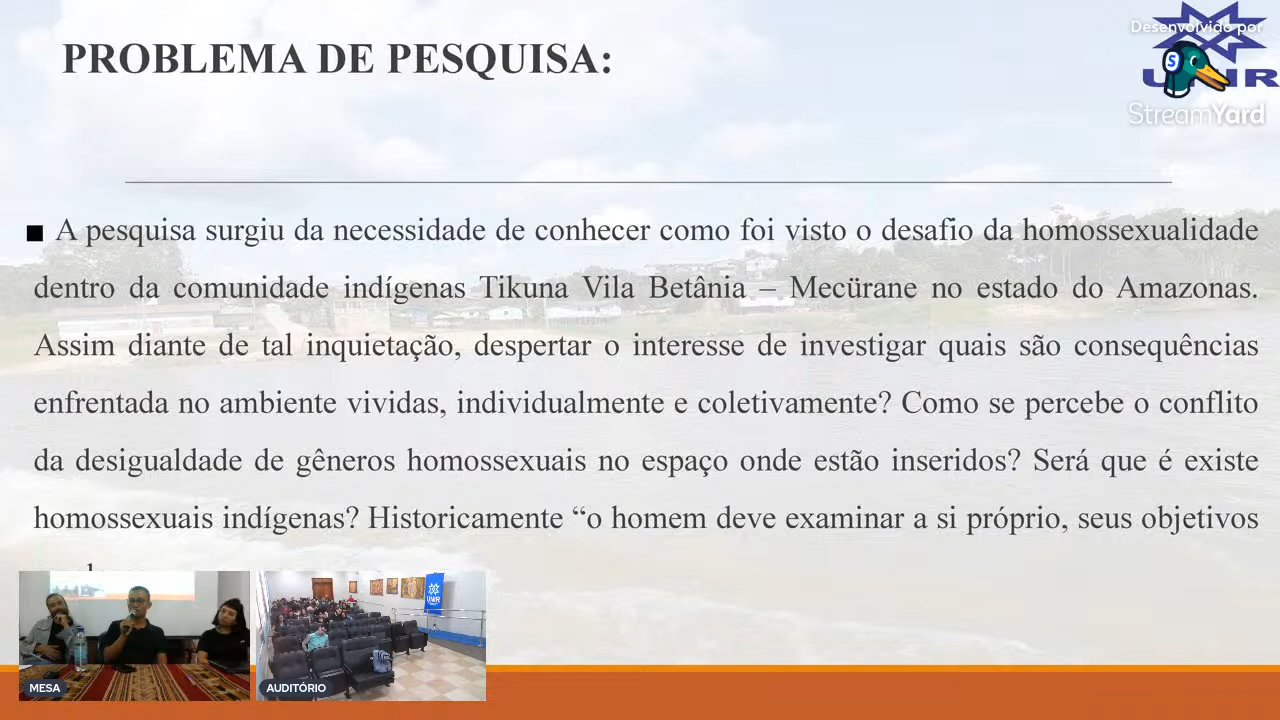 PROBLEMA DE PESQUISA:
Desenvolvido por
UNIR
StreamYard
■ A pesquisa surgiu da necessidade de conhecer como foi visto o desafio da homossexualidade
dentro da comunidade indígenas Tikuna Vila Betânia – Mecürane no estado do Amazonas.
Assim diante de tal inquietação, despertar o interesse de investigar quais são consequências
enfrentada no ambiente vividas, individualmente e coletivamente? Como se percebe o conflito
da desigualdade de gêneros homossexuais no espaço onde estão inseridos? Será que é existe
homossexuais indígenas? Historicamente “o homem deve examinar a si próprio, seus objetivos
UNIR
MESA
AUDITÓRIO